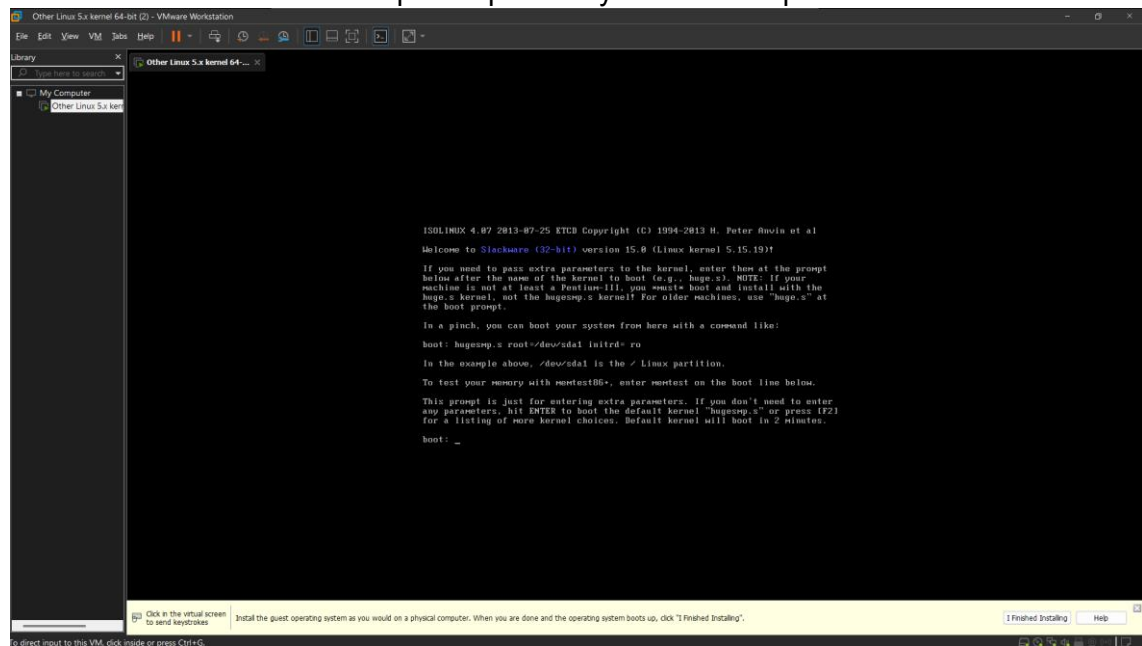 Other Linux 5.x kernel 64-bit (2) - VMware Workstation
File Edit View VM Tabs Help
Library
Type here to search
My Computer
Other Linux 5.x kern
Other Linux 5.x kernel 64-...
ISOLINUX 4.07 2013-07-25 ETCD Copyright (C) 1994-2013 H. Peter Anvin et al
Welcome to Slackware (32-bit) version 15.0 (Linux kernel 5.15.19)!
If you need to pass extra parameters to the kernel, enter them at the prompt
below after the name of the kernel to boot (e.g., huge.s). NOTE: If your
machine is not at least a Pentium-III, you *must* boot and install with the
huge.s kernel, not the hugesmp.s kernel! For older machines, use "huge.s" at
the boot prompt.
In a pinch, you can boot your system from here with a command like:
boot: hugesmp.s root=/dev/sda1 initrd= ro
In the example above, /dev/sda1 is the / Linux partition.
To test your memory with memtest86+, enter memtest on the boot line below.
This prompt is just for entering extra parameters. If you don't need to enter
any parameters, hit ENTER to boot the default kernel "hugesmp.s" or press [F2]
for a listing of more kernel choices. Default kernel will boot in 2 minutes.
boot: _
Click in the virtual screen
to send keystrokes
Install the guest operating system as you would on a physical computer. When you are done and the operating system boots up, click "I Finished Installing".
I Finished Installing
Help
To direct input to this VM, click inside or press Ctrl+G.